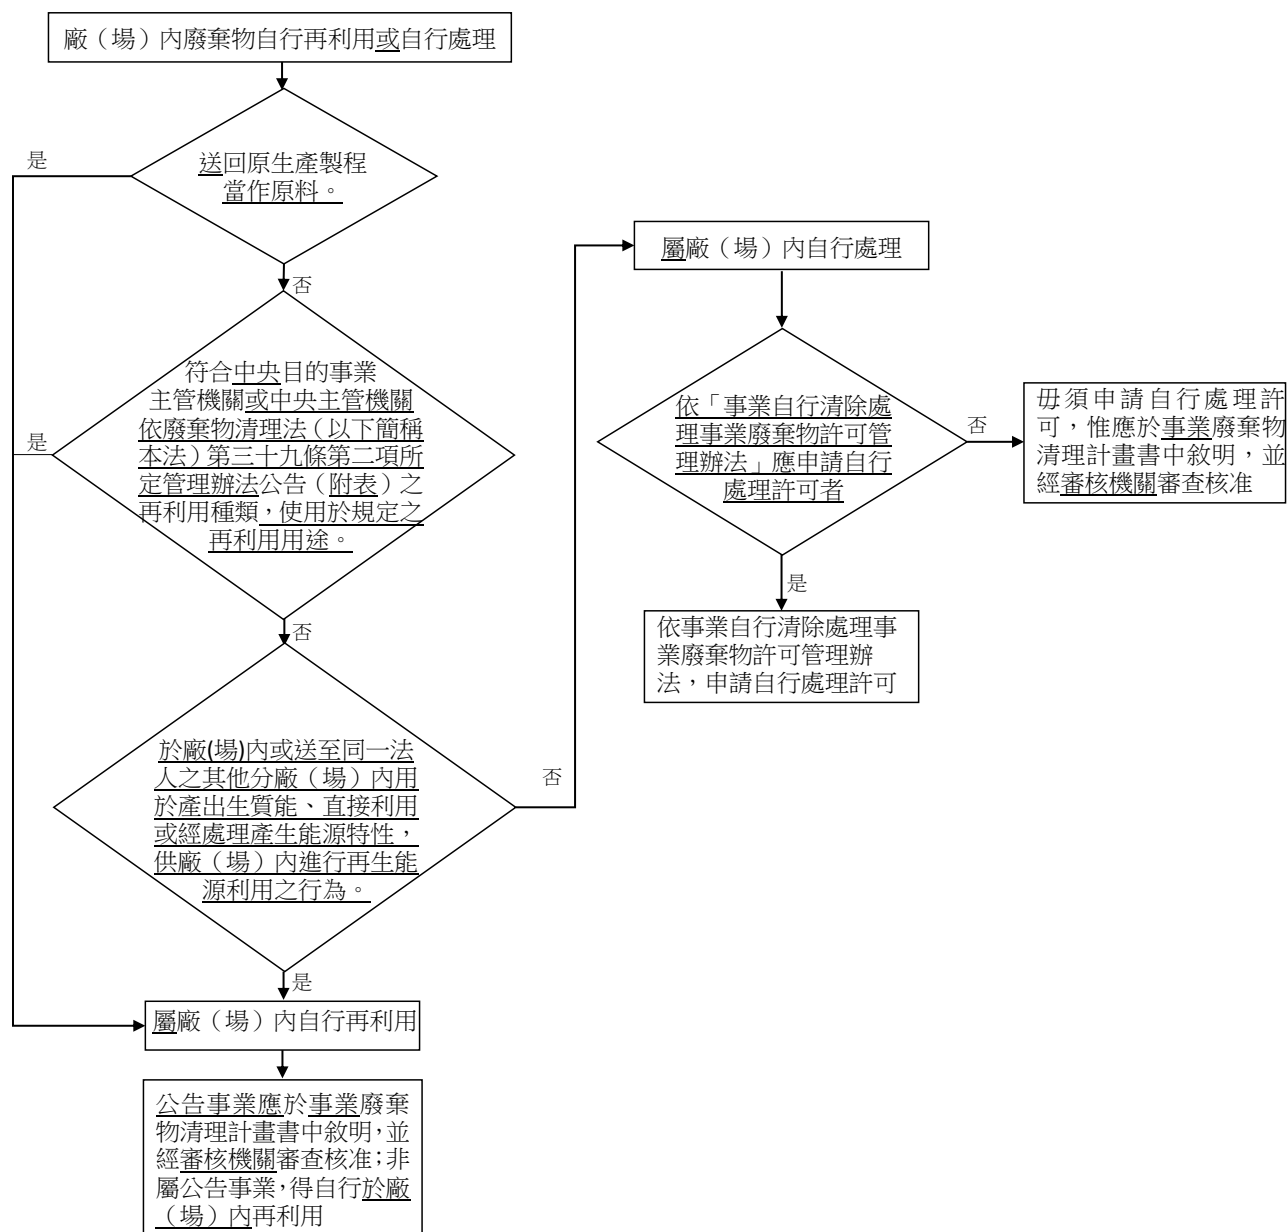 廠（場）內廢棄物自行再利用或自行處理
是
送回原生產製程
當作原料。
否
符合中央目的事業
主管機關或中央主管機關
依廢棄物清理法（以下簡稱
本法）第三十九條第二項所
定管理辦法公告（附表）之
再利用種類，使用於規定之
再利用用途。
是
否
於廠(場)內或送至同一法
人之其他分廠（場）內用
於產出生質能、直接利用
或經處理產生能源特性，
供廠（場）內進行再生能
源利用之行為。
否
是
屬廠（場）內自行再利用
公告事業應於事業廢棄
物清理計畫書中敘明，並
經審核機關審查核准；非
屬公告事業，得自行於廠
（場）內再利用
屬廠（場）內自行處理
依「事業自行清除處
理事業廢棄物許可管
理辦法」應申請自行
處理許可者
否
毋須申請自行處理許
可，惟應於事業廢棄物
清理計畫書中敘明，並
經審核機關審查核准
是
依事業自行清除處理事
業廢棄物許可管理辦
法，申請自行處理許可